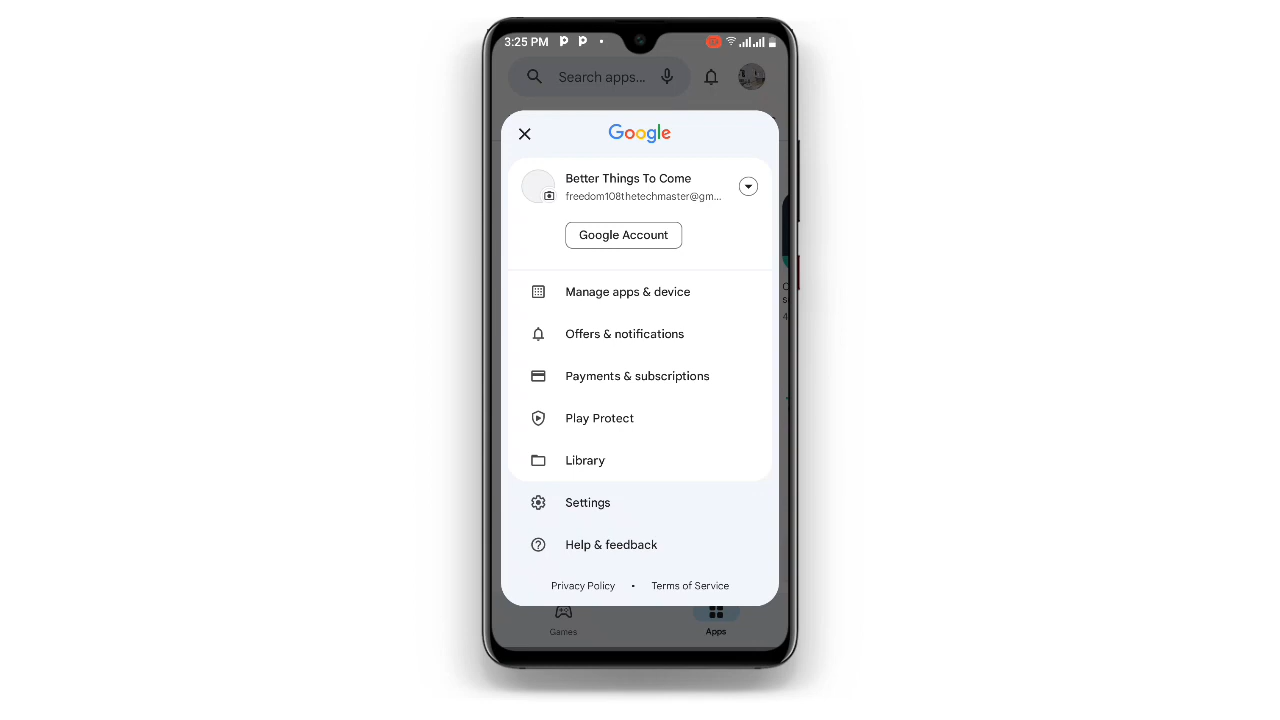 3:25 PM
Search apps...
Google
Better Things To Come
freedom108thetechmaster@gm...
Google Account
Manage apps & device
Offers & notifications
Payments & subscriptions
Play Protect
Library
Settings
Help & feedback
Privacy Policy • Terms of Service
Games
Apps